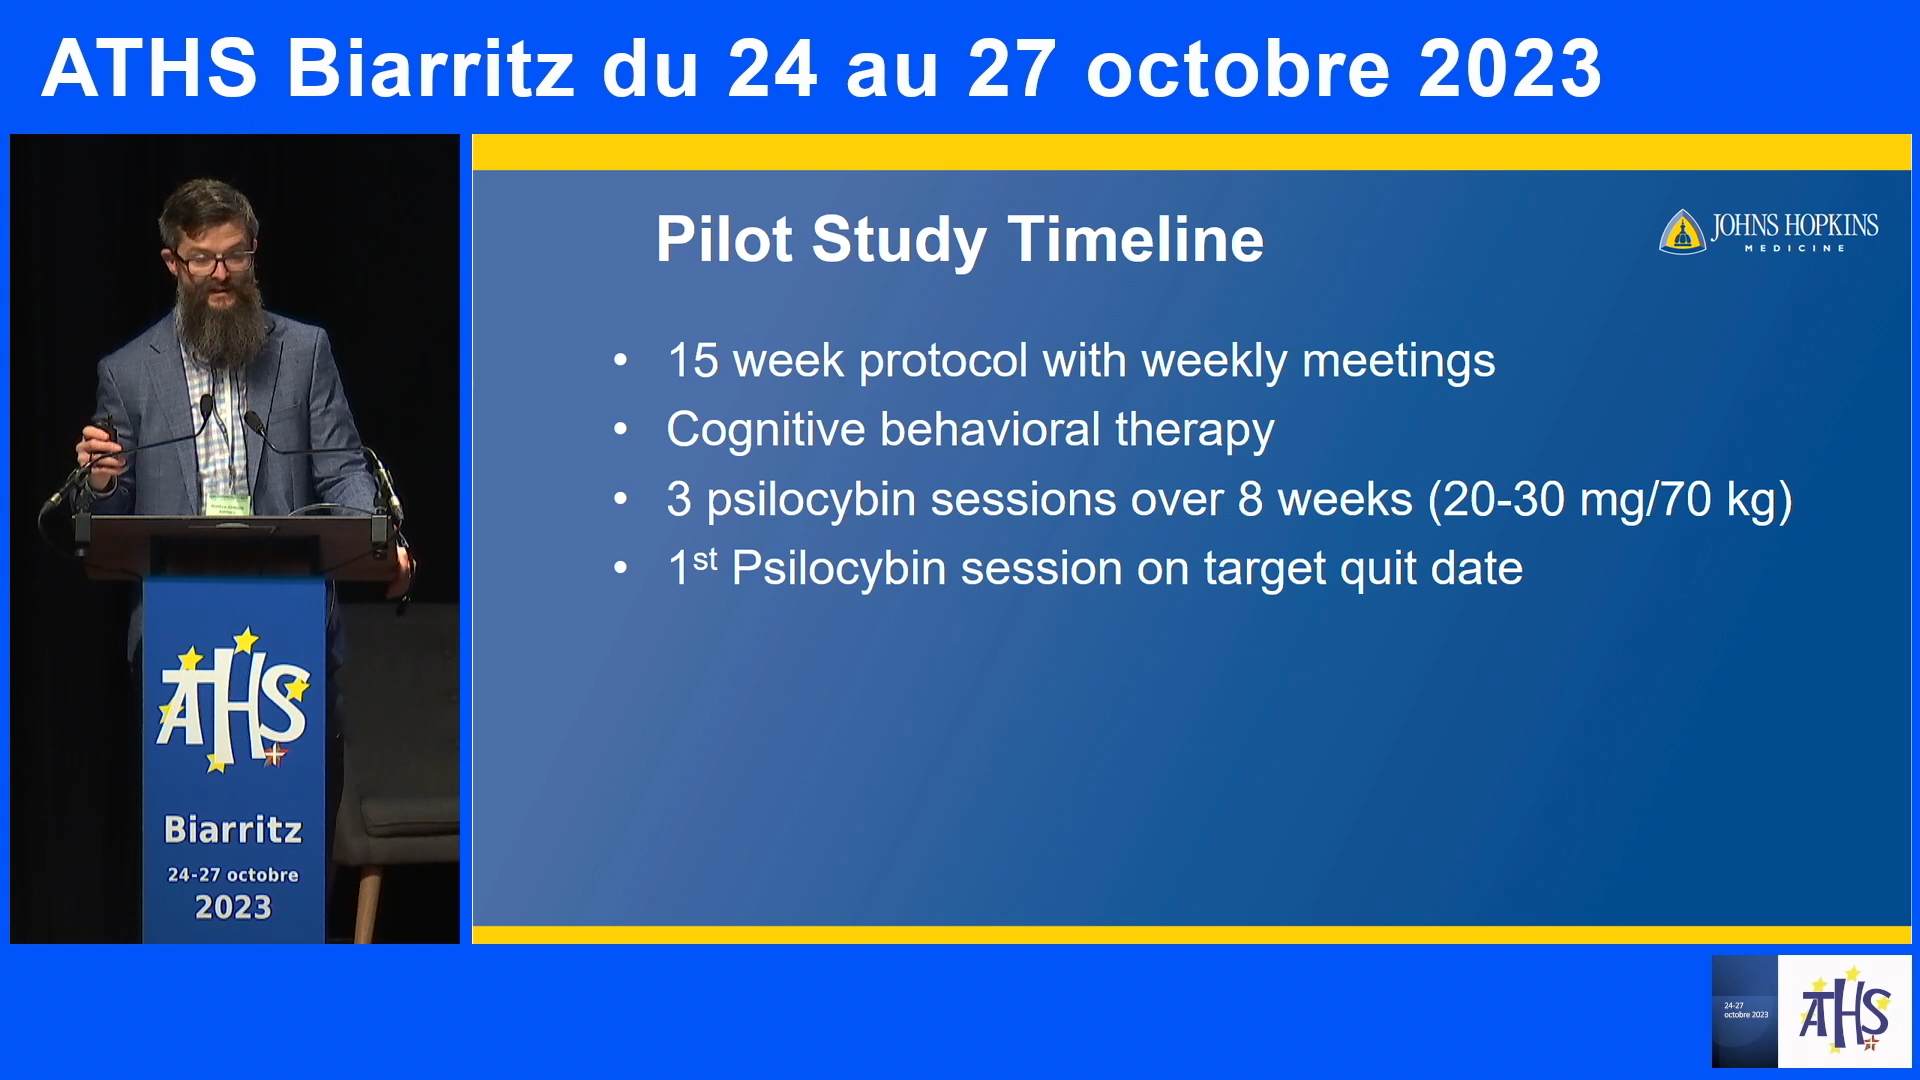 ATHS Biarritz du 24 au 27 octobre 2023
Pilot Study Timeline
JOHNS HOPKINS
MEDICINE
• 15 week protocol with weekly meetings
• Cognitive behavioral therapy
• 3 psilocybin sessions over 8 weeks (20-30 mg/70 kg)
• 1st Psilocybin session on target quit date
ATHS
Biarritz
24-27 octobre
2023
24-27
octobre 2023
ATHS